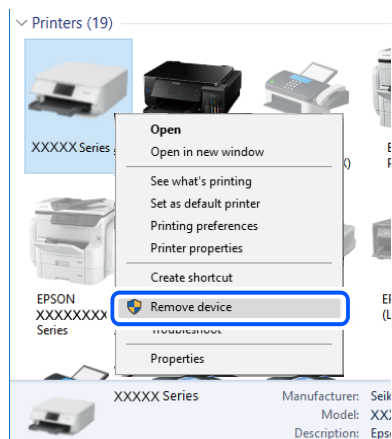 Printers (19)
XXXXX Series
Open
Open in new window
See what's printing
Set as default printer
Printing preferences
Printer properties
Create shortcut
Remove device
Troubleshoot
Properties
EPSON
XXXXXXXX
Series
XXXXX Series
Manufacturer:
Model:
Description: